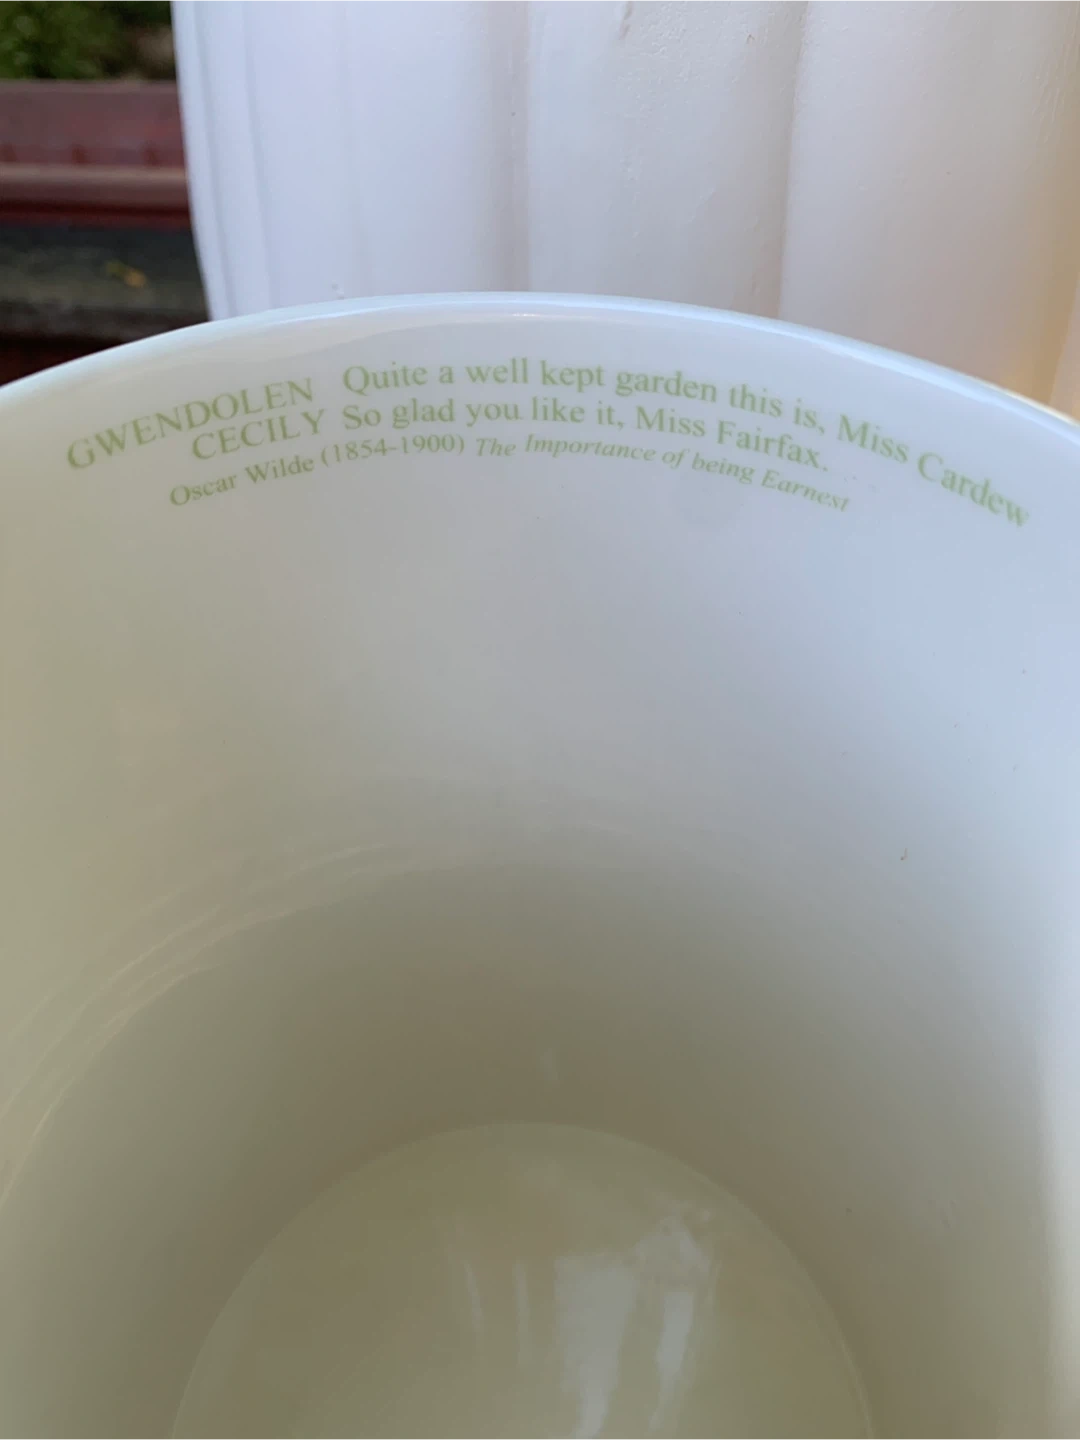 GWENDOLEN Quite a well kept garden this is, Miss Cardew
CECILY So glad you like it, Miss Fairfax.
Oscar Wilde (1854-1900) The Importance of being Earnest